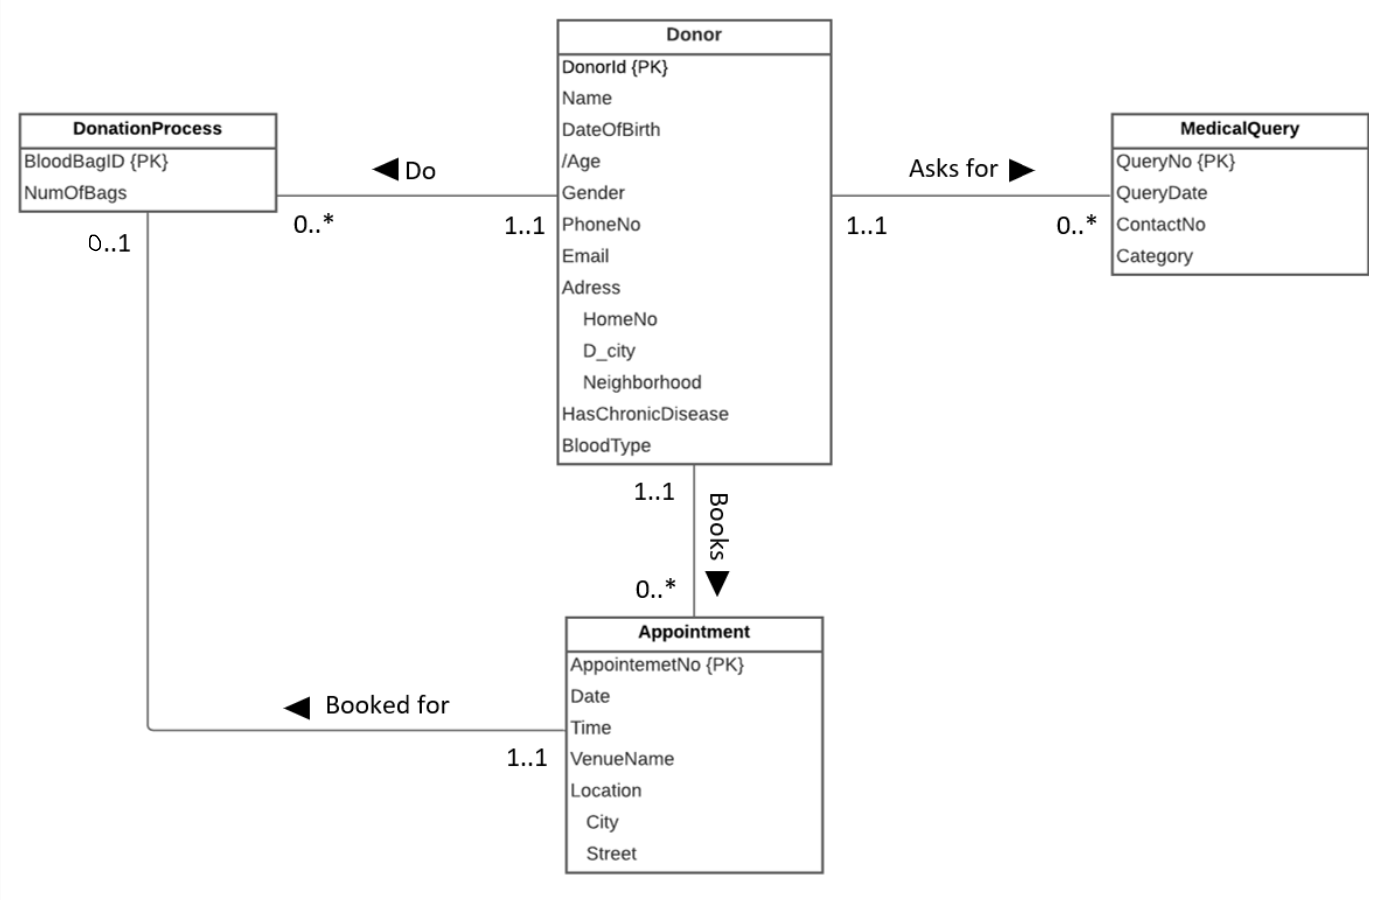 Donor
DonorId {PK}
Name
DateOfBirth
/Age
Gender
PhoneNo
Email
Adress
HomeNo
D_city
Neighborhood
HasChronicDisease
BloodType
DonationProcess
BloodBagID {PK}
NumOfBags
MedicalQuery
QueryNo {PK}
QueryDate
ContactNo
Category
Do
0..*
1..1
Asks for
1..1
0..*
0..1
1..1
Books
0..*
Appointment
AppointemetNo {PK}
Date
Time
VenueName
Location
City
Street
Booked for
1..1